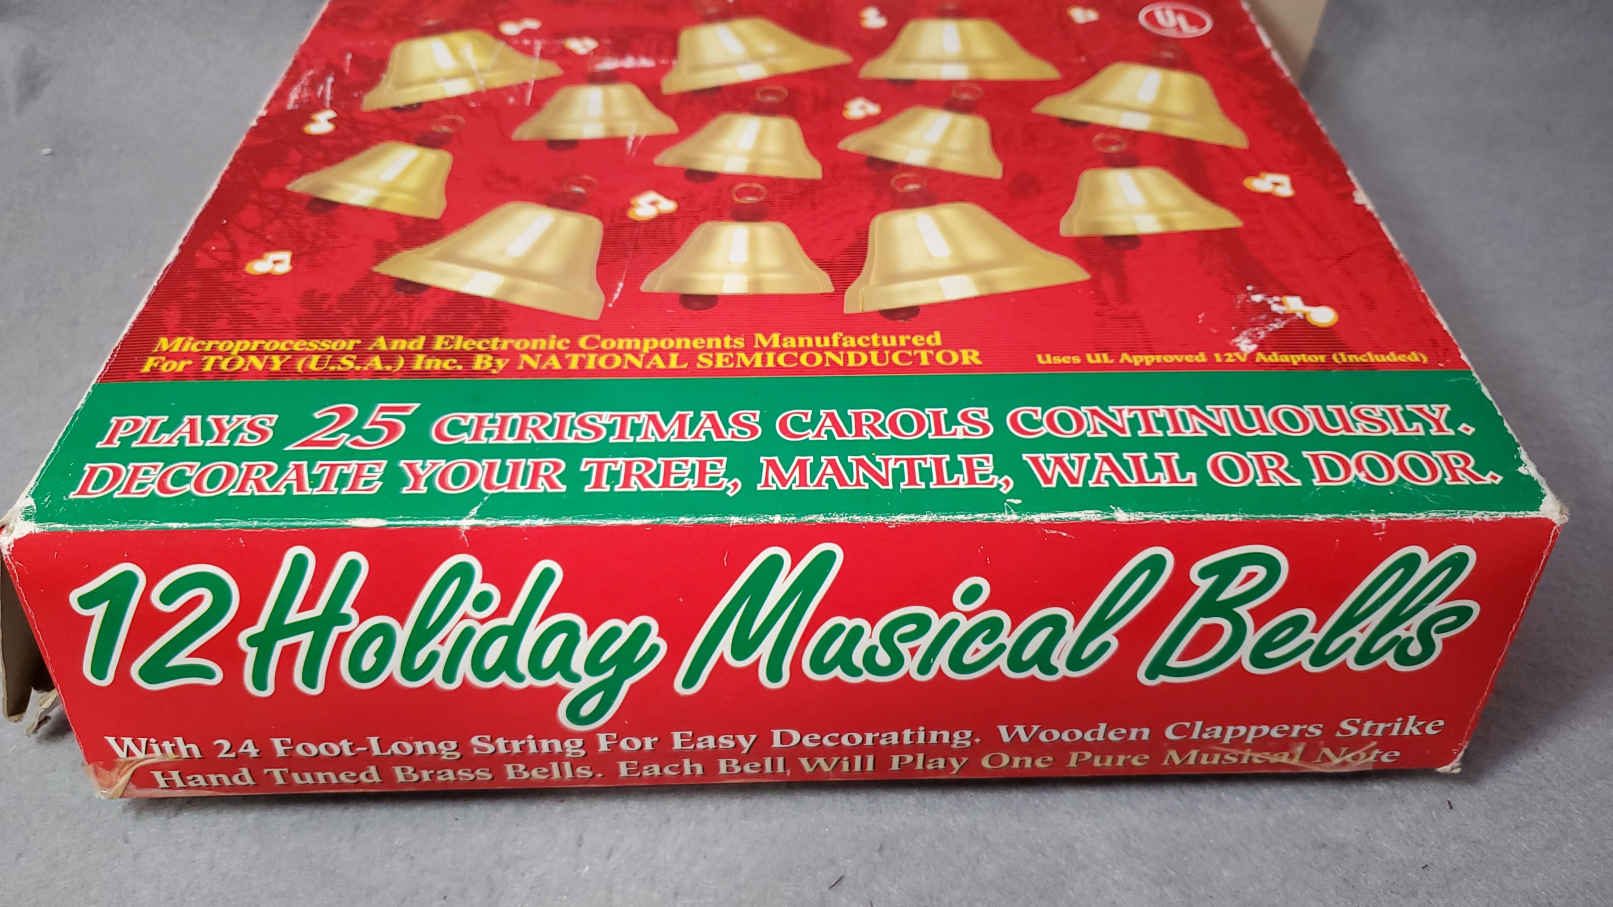 UL
Microprocessor And Electronic Components Manufactured
For TONY (U.S.A.) Inc. By NATIONAL SEMICONDUCTOR
Uses UL Approved 12V Adaptor (Included)
PLAYS 25 CHRISTMAS CAROLS CONTINUOUSLY.
DECORATE YOUR TREE, MANTLE, WALL OR DOOR.
12 Holiday Musical Bells
With 24 Foot-Long String For Easy Decorating. Wooden Clappers Strike
Hand Tuned Brass Bells. Each Bell Will Play One Pure Musical Note